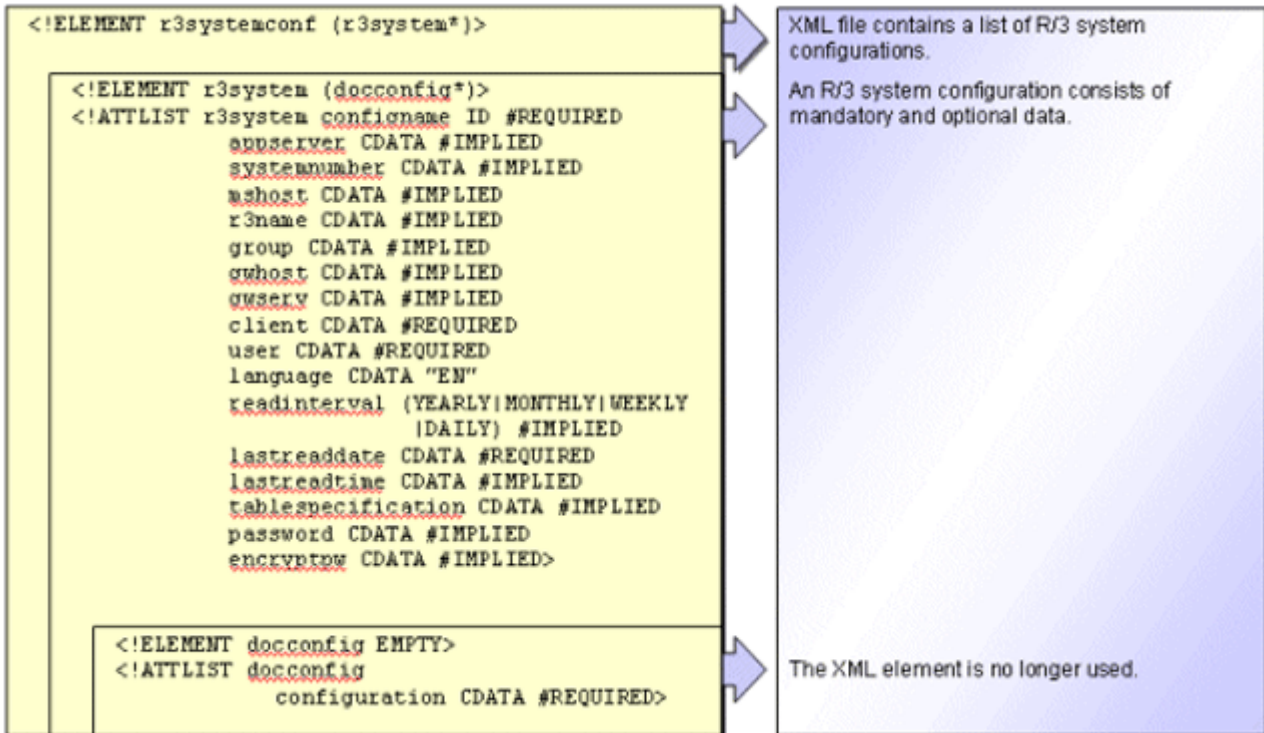 <!ELEMENT r3systemconf (r3system*)>
XML file contains a list of R/3 system
configurations.
<!ELEMENT r3system (docconfig*)>
<!ATTLIST r3system configname ID #REQUIRED
appserver CDATA #IMPLIED
systemnumber CDATA #IMPLIED
mshost CDATA #IMPLIED
r3name CDATA #IMPLIED
group CDATA #IMPLIED
gwhost CDATA #IMPLIED
gwserv CDATA #IMPLIED
client CDATA #REQUIRED
user CDATA #REQUIRED
language CDATA "EN"
readinterval (YEARLY|MONTHLY|WEEKLY
|DAILY) #IMPLIED
lastreaddate CDATA #REQUIRED
lastreadtime CDATA #IMPLIED
tablespecification CDATA #IMPLIED
password CDATA #IMPLIED
encryptpw CDATA #IMPLIED>
An R/3 system configuration consists of
mandatory and optional data.
<!ELEMENT docconfig EMPTY>
<!ATTLIST docconfig
configuration CDATA #REQUIRED>
The XML element is no longer used.